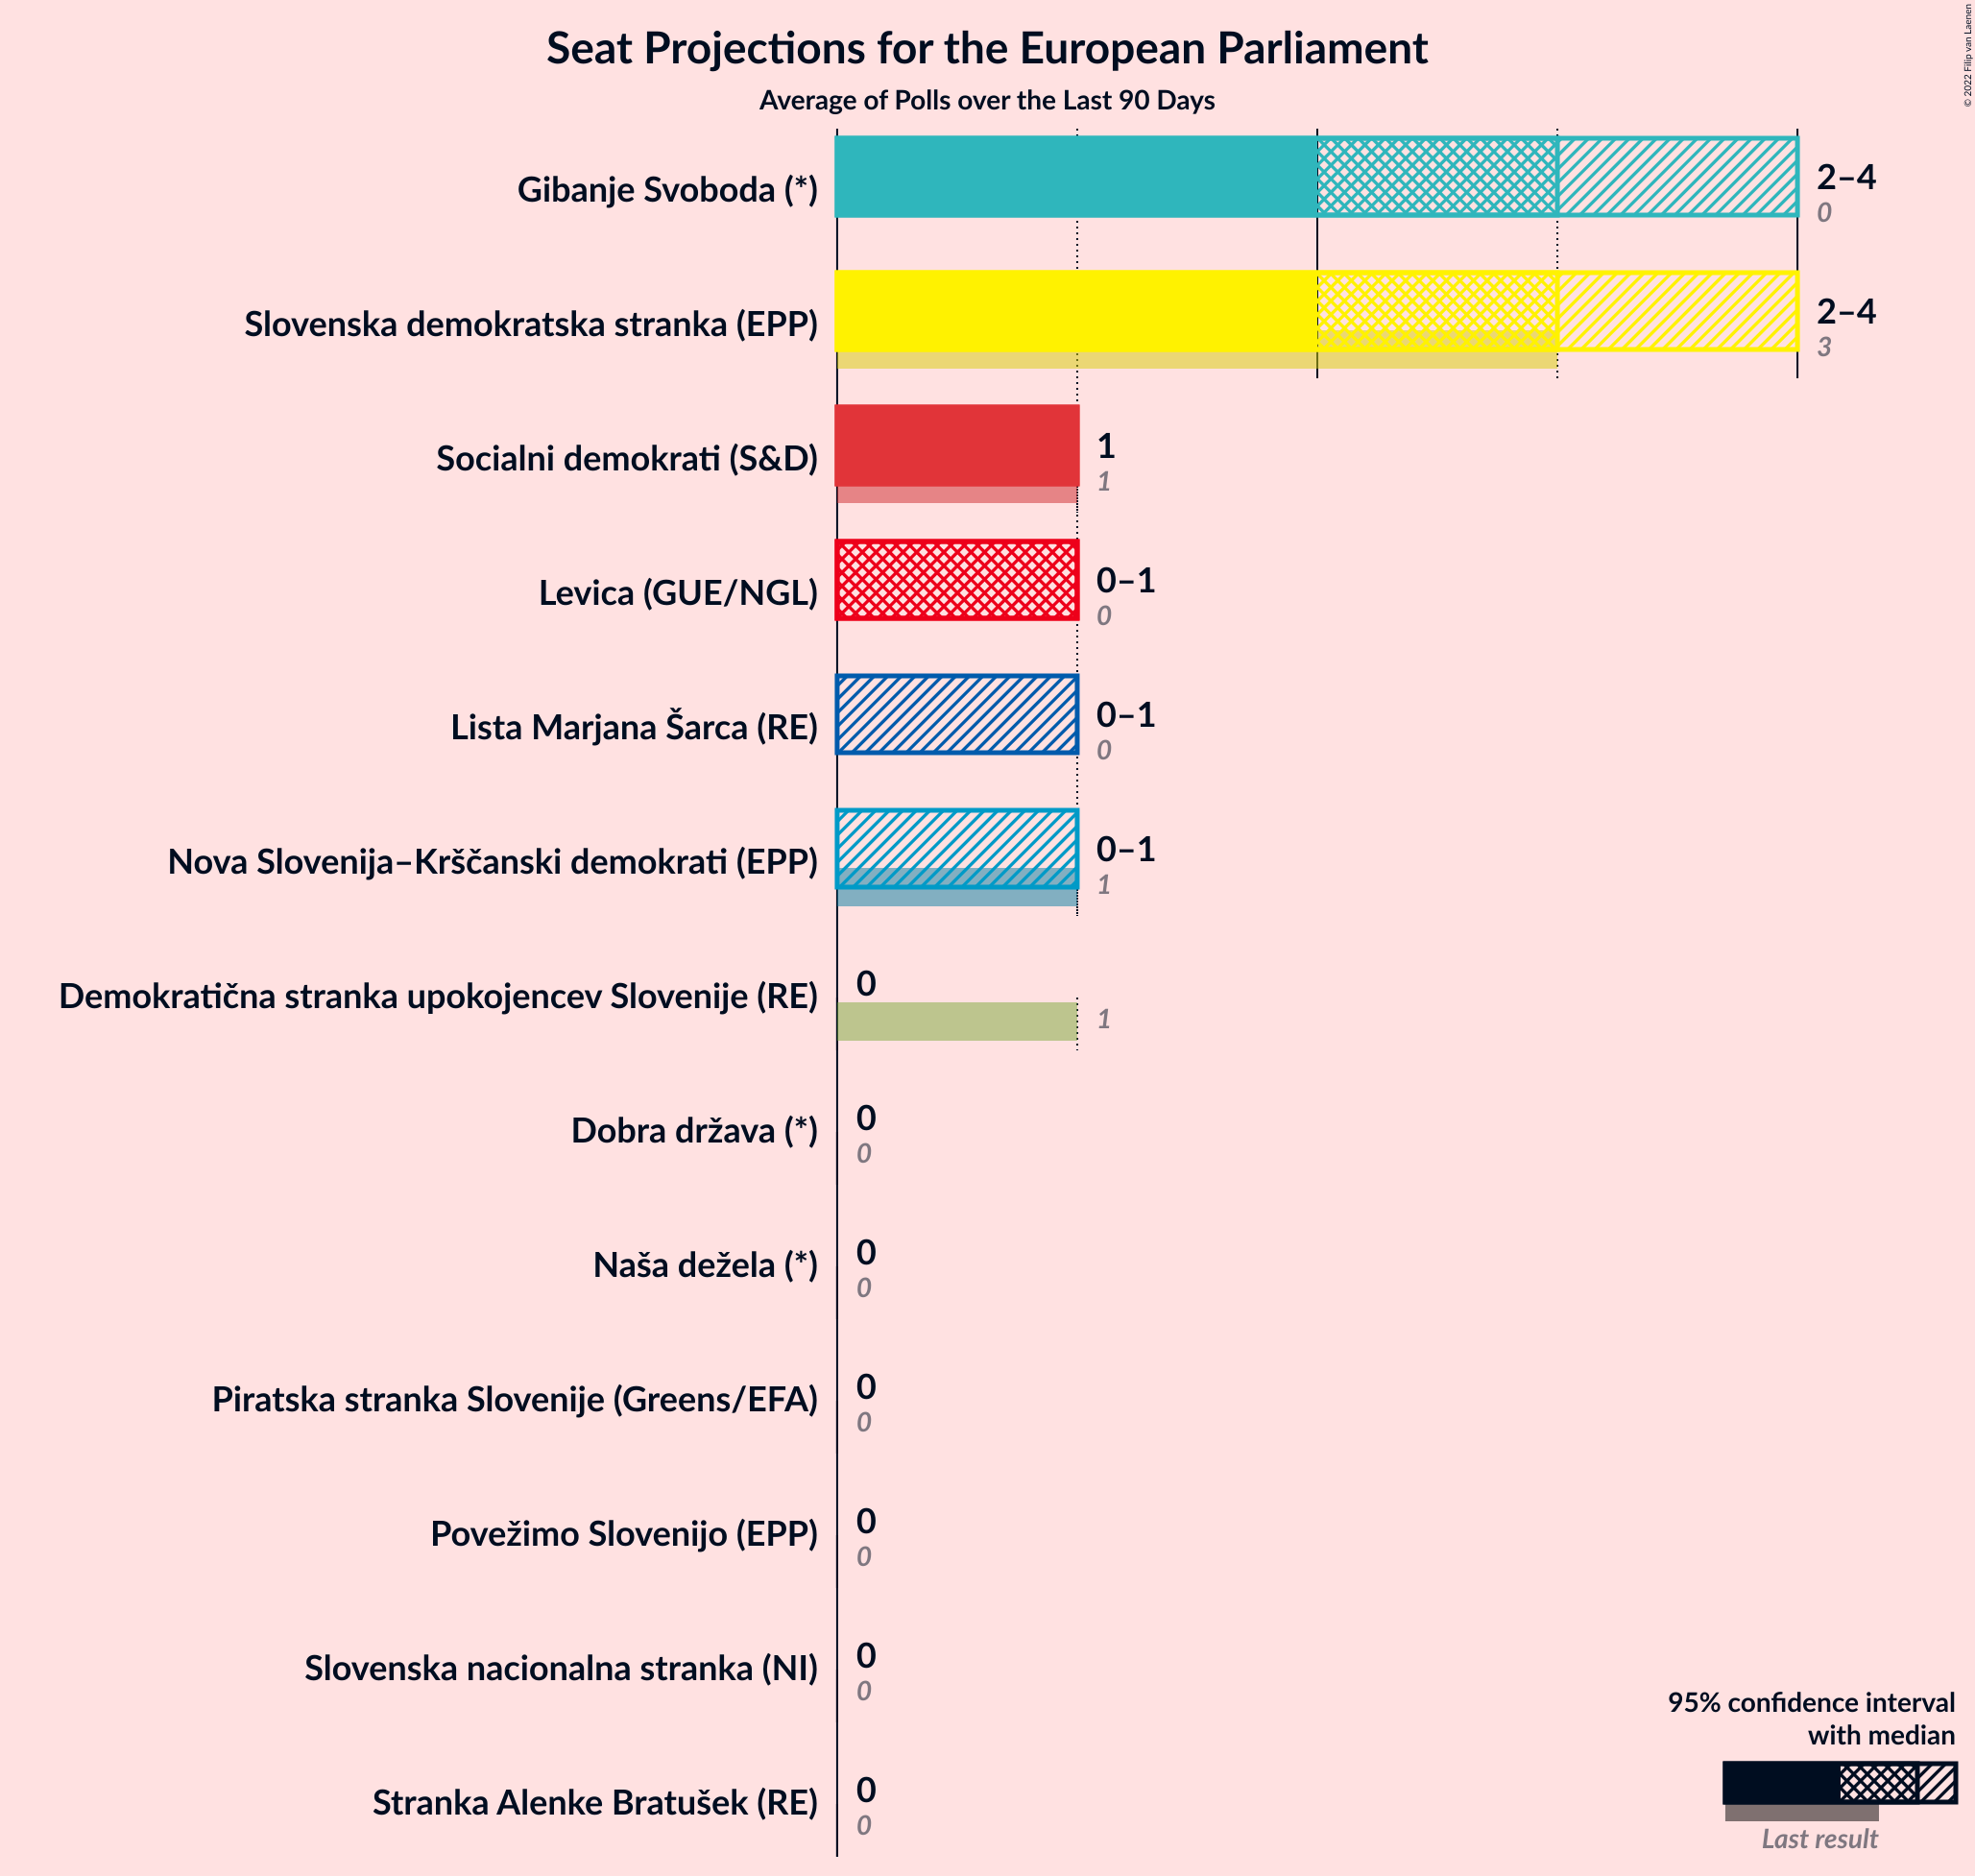 © 2022 Filip van Laenen
Seat Projections for the European Parliament
Average of Polls over the Last 90 Days
Gibanje Svoboda (*)
2–4
0
Slovenska demokratska stranka (EPP)
2–4
3
Socialni demokrati (S&D)
1
1
Levica (GUE/NGL)
0–1
0
Lista Marjana Šarca (RE)
0–1
0
Nova Slovenija–Krščanski demokrati (EPP)
0–1
1
Demokratična stranka upokojencev Slovenije (RE)
0
1
Dobra država (*)
0
0
Naša dežela (*)
0
0
Piratska stranka Slovenije (Greens/EFA)
0
0
Povežimo Slovenijo (EPP)
0
0
Slovenska nacionalna stranka (NI)
0
0
Stranka Alenke Bratušek (RE)
0
0
95% confidence interval
with median
Last result